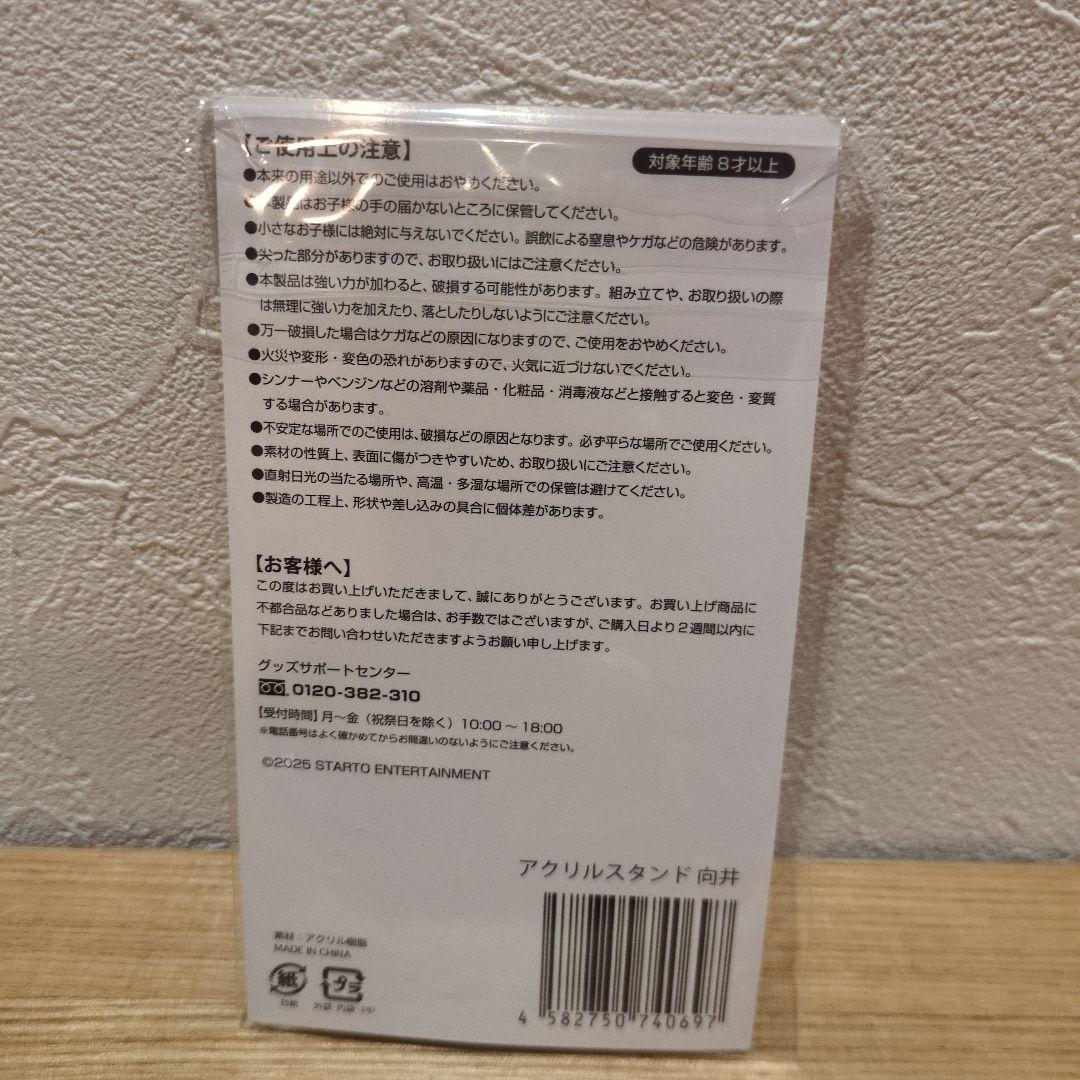 【ご使用上の注意】
対象年齢 8才以上
●本来の用途以外でのご使用はおやめください。
●本製品はお子様の手の届かないところに保管してください。
●小さなお子様には絶対に与えないでください。誤飲による窒息やケガなどの危険があります。
●尖った部分がありますので、お取り扱いにはご注意ください。
●本製品は強い力が加わると、破損する可能性があります。組み立てや、お取り扱いの際
は無理に強い力を加えたり、落としたりしないようにご注意ください。
●万一破損した場合はケガなどの原因になりますので、ご使用をおやめください。
●火災や変形・変色の恐れがありますので、火気に近づけないでください。
●シンナーやベンジンなどの溶剤や薬品・化粧品・消毒液などと接触すると変色・変質
する場合があります。
●不安定な場所でのご使用は、破損などの原因となります。必ず平らな場所でご使用ください。
●素材の性質上、表面に傷がつきやすいため、お取り扱いにご注意ください。
●直射日光の当たる場所や、高温・多湿な場所での保管は避けてください。
●製造の工程上、形状や差し込みの具合に個体差があります。
【お客様へ】
この度はお買い上げいただきまして、誠にありがとうございます。お買い上げ商品に
不都合品などありました場合は、お手数ではございますが、ご購入日より2週間以内に
下記までお問い合わせいただきますようお願い申し上げます。
グッズサポートセンター
0120-382-310
【受付時間】月〜金（祝祭日を除く）10:00〜18:00
※電話番号はよく確かめてからお間違いのないようにご注意ください。
©2025 STARTO ENTERTAINMENT
アクリルスタンド 向井
素材：アクリル樹脂
MADE IN CHINA
紙 プラ
台紙 外袋・内袋:PP
4 582750 740697